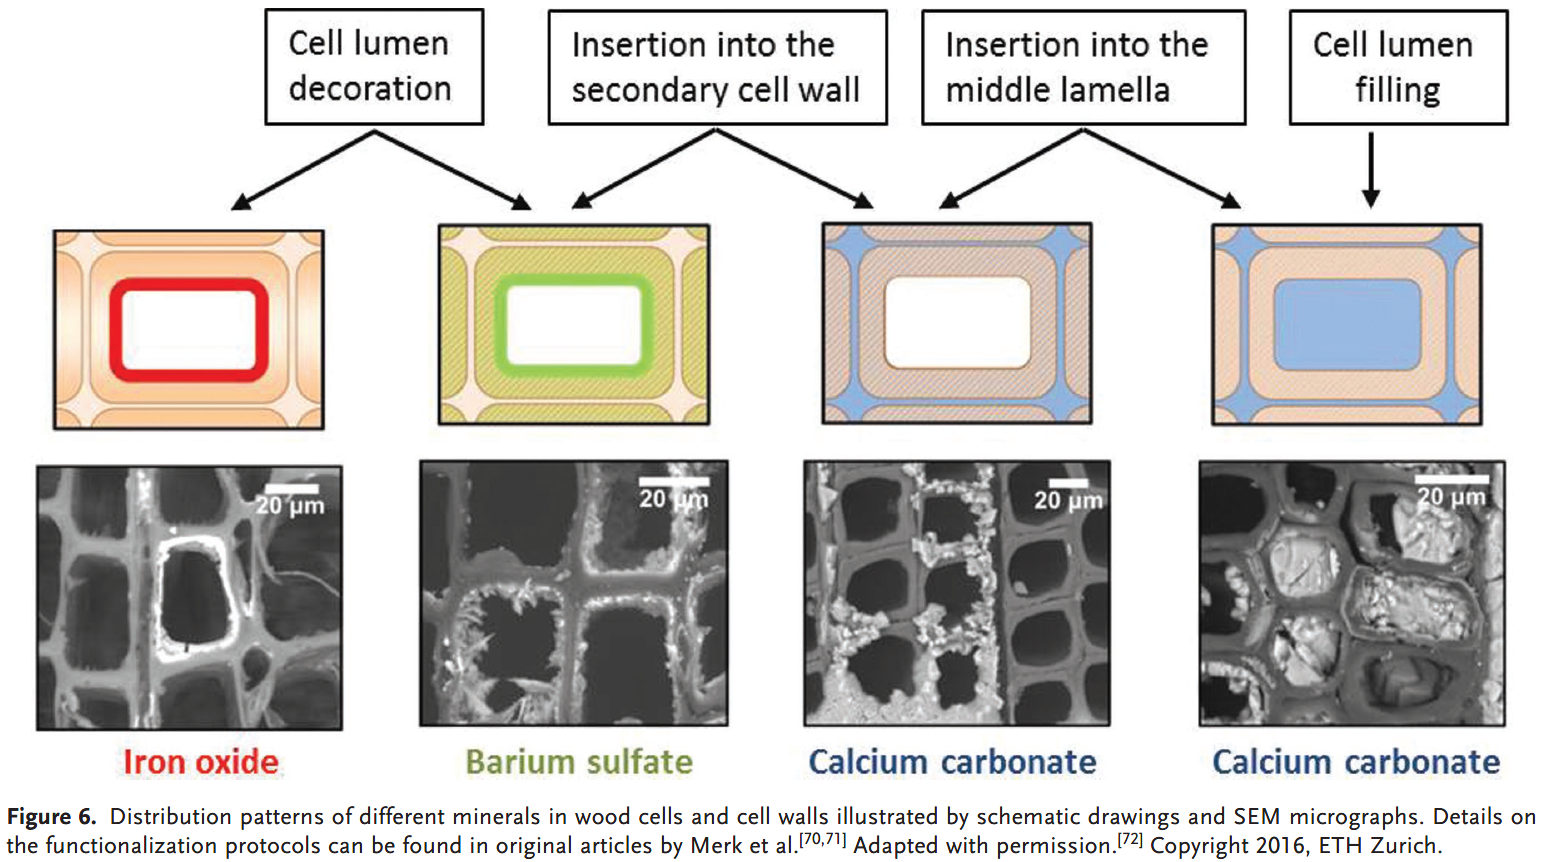 Cell lumen
decoration
Insertion into the
secondary cell wall
Insertion into the
middle lamella
Cell lumen
filling
20 µm
20 µm
20 µm
20 µm
Iron oxide
Barium sulfate
Calcium carbonate
Calcium carbonate
Figure 6. Distribution patterns of different minerals in wood cells and cell walls illustrated by schematic drawings and SEM micrographs. Details on
the functionalization protocols can be found in original articles by Merk et al.[70,71] Adapted with permission.[72] Copyright 2016, ETH Zurich.